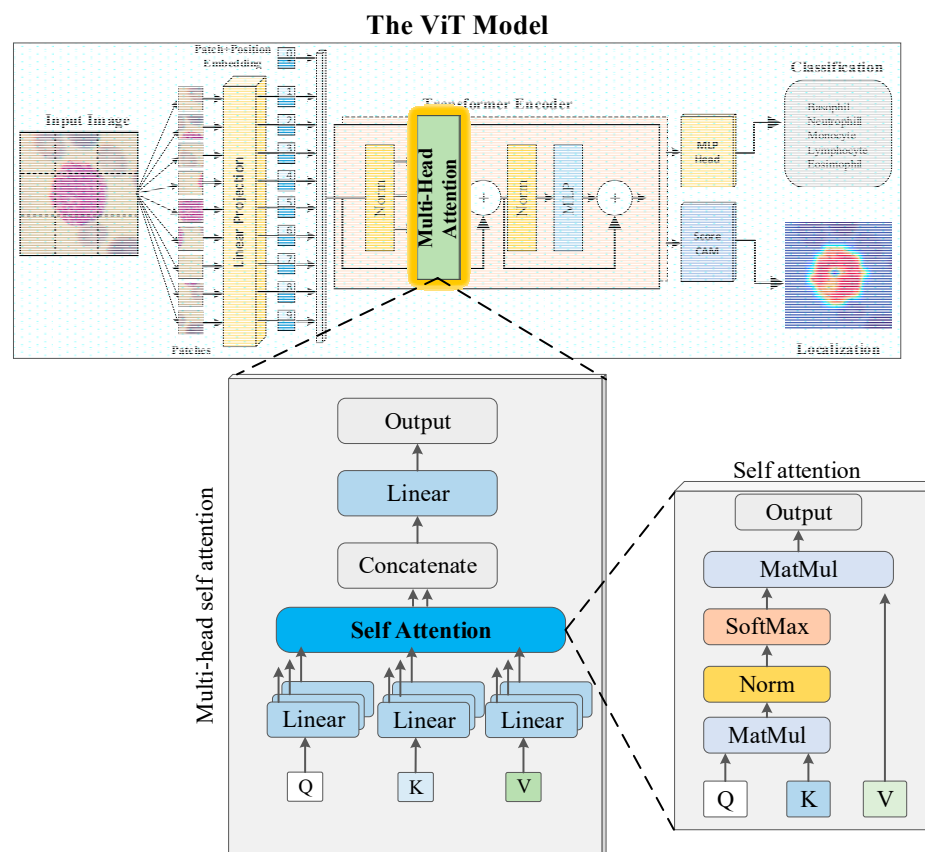 The ViT Model
Patch+Position
Embedding
Input Image
Linear Projection
Patches
0
1
2
3
4
5
6
7
8
9
Transformer Encoder
Norm
Multi-Head
Attention
+
Norm
MLP
+
MLP
Head
Score
CAM
Classification
Basophil
Neutrophill
Monocyte
Lymphocyte
Eosintophil
Localization
Multi-head self attention
Output
Linear
Concatenate
Self Attention
Linear
Linear
Linear
Q
K
V
Self attention
Output
MatMul
SoftMax
Norm
MatMul
Q
K
V